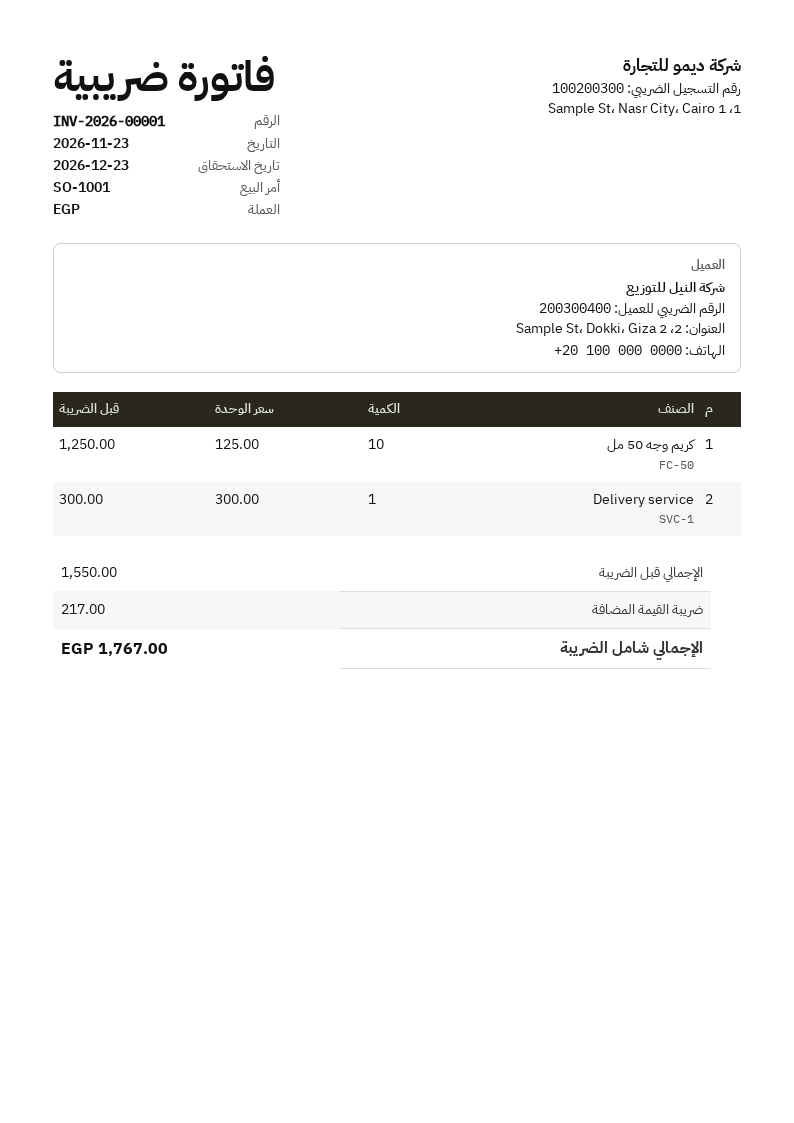 شركة ديمو للتجارة
رقم التسجيل الضريبي: 100200300
1، 1 Sample St، Nasr City، Cairo
فاتورة ضريبية
الرقم INV-2026-00001
التاريخ 2026-11-23
تاريخ الاستحقاق 2026-12-23
أمر البيع SO-1001
العملة EGP
العميل
شركة النيل للتوزيع
الرقم الضريبي للعميل: 200300400
العنوان: 2، 2 Sample St، Dokki، Giza
الهاتف: +20 100 000 0000
م الصنف الكمية سعر الوحدة قبل الضريبة
1 كريم وجه 50 مل 10 125.00 1,250.00
FC-50
2 Delivery service 1 300.00 300.00
SVC-1
الإجمالي قبل الضريبة 1,550.00
ضريبة القيمة المضافة 217.00
الإجمالي شامل الضريبة EGP 1,767.00